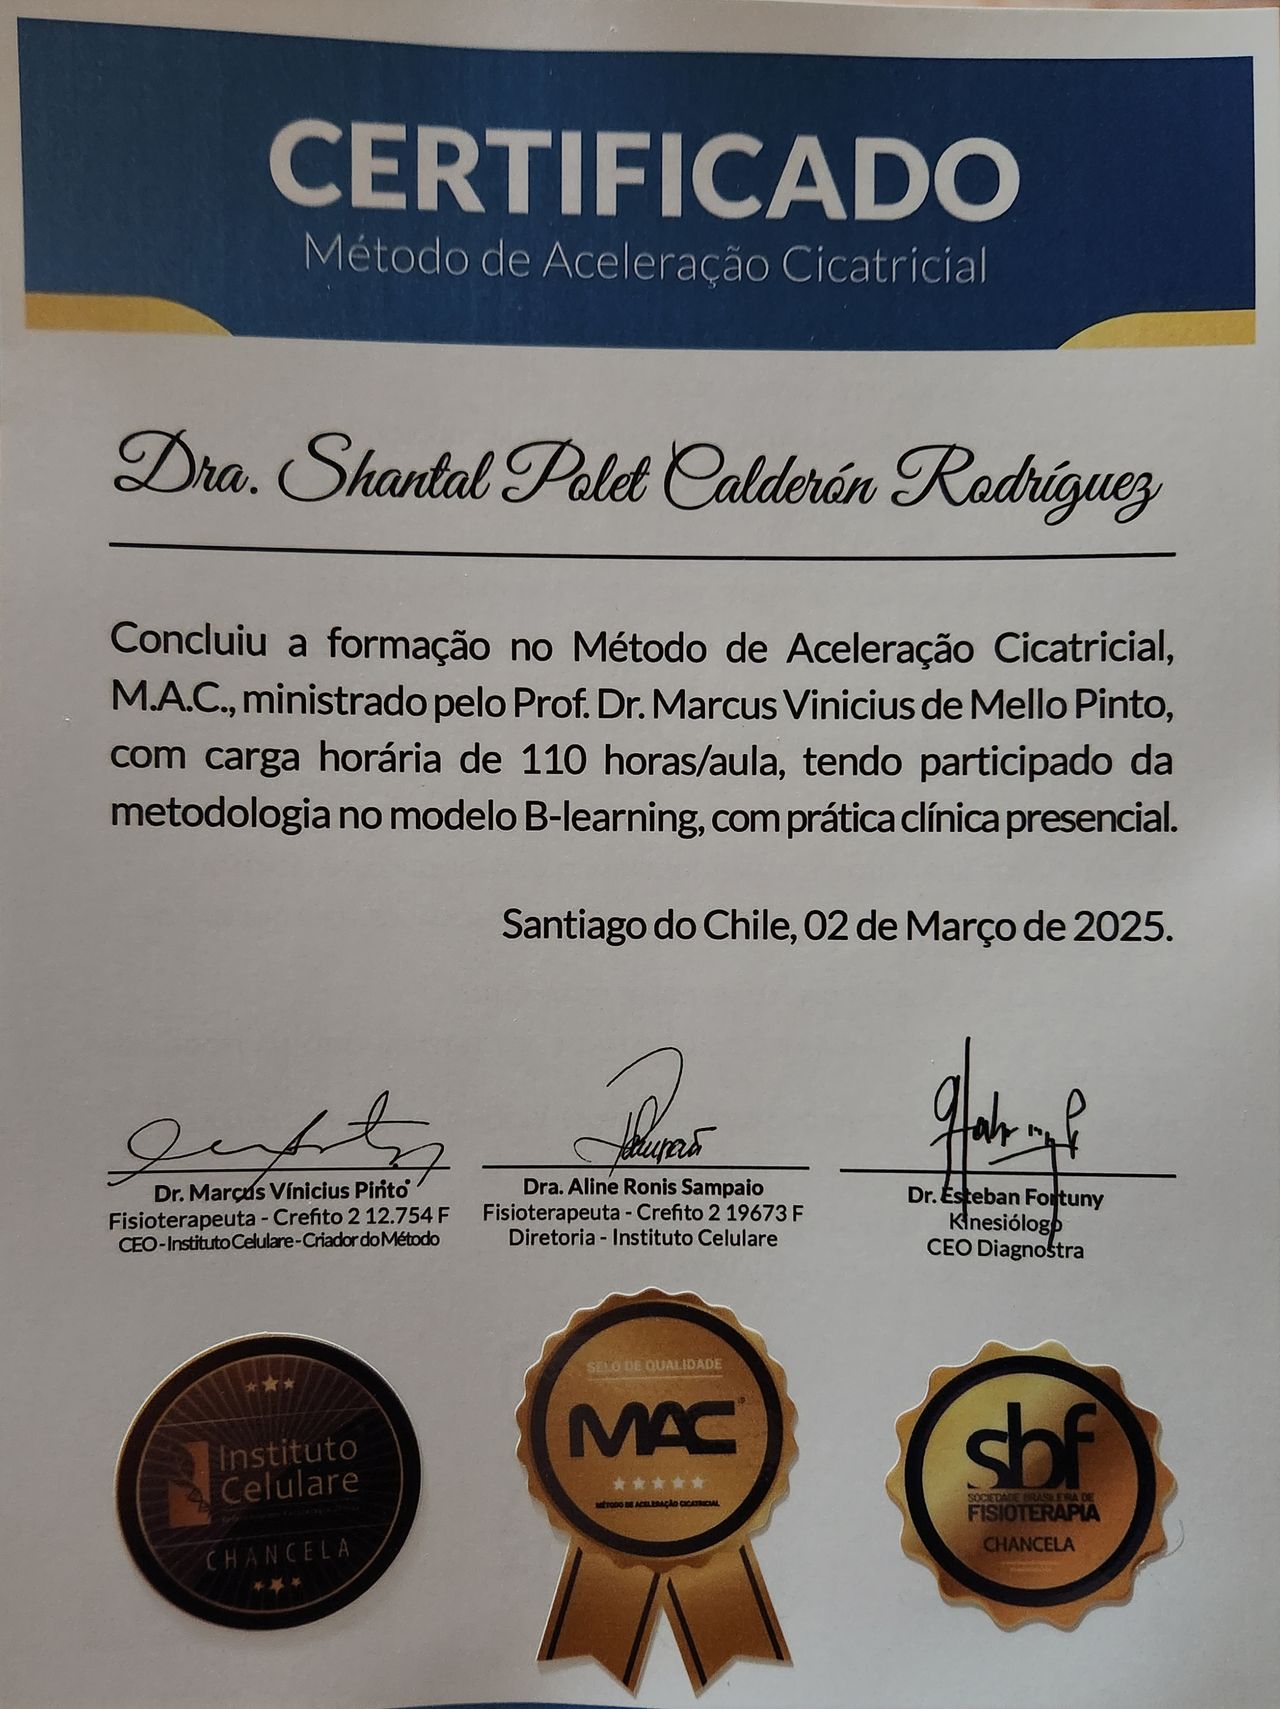 CERTIFICADO
Método de Aceleração Cicatricial
Dra. Shantal Polet Calderón Rodríguez
Concluiu a formação no Método de Aceleração Cicatricial,
M.A.C., ministrado pelo Prof. Dr. Marcus Vinicius de Mello Pinto,
com carga horária de 110 horas/aula, tendo participado da
metodologia no modelo B-learning, com prática clínica presencial.
Santiago do Chile, 02 de Março de 2025.
Dr. Marcus Vínicius Pinto
Fisioterapeuta - Crefito 2 12.754 F
CEO - Instituto Celulare - Criador do Método
Dra. Aline Ronis Sampaio
Fisioterapeuta - Crefito 2 19673 F
Diretoria - Instituto Celulare
Dr. Esteban Fortuny
Kinesiólogo
CEO Diagnostra
Instituto
Celulare
CHANCELA
SELO DE QUALIDADE
MAC
MÉTODO DE ACELERAÇÃO CICATRICIAL
sbf
SOCIEDADE BRASILEIRA DE
FISIOTERAPIA
CHANCELA